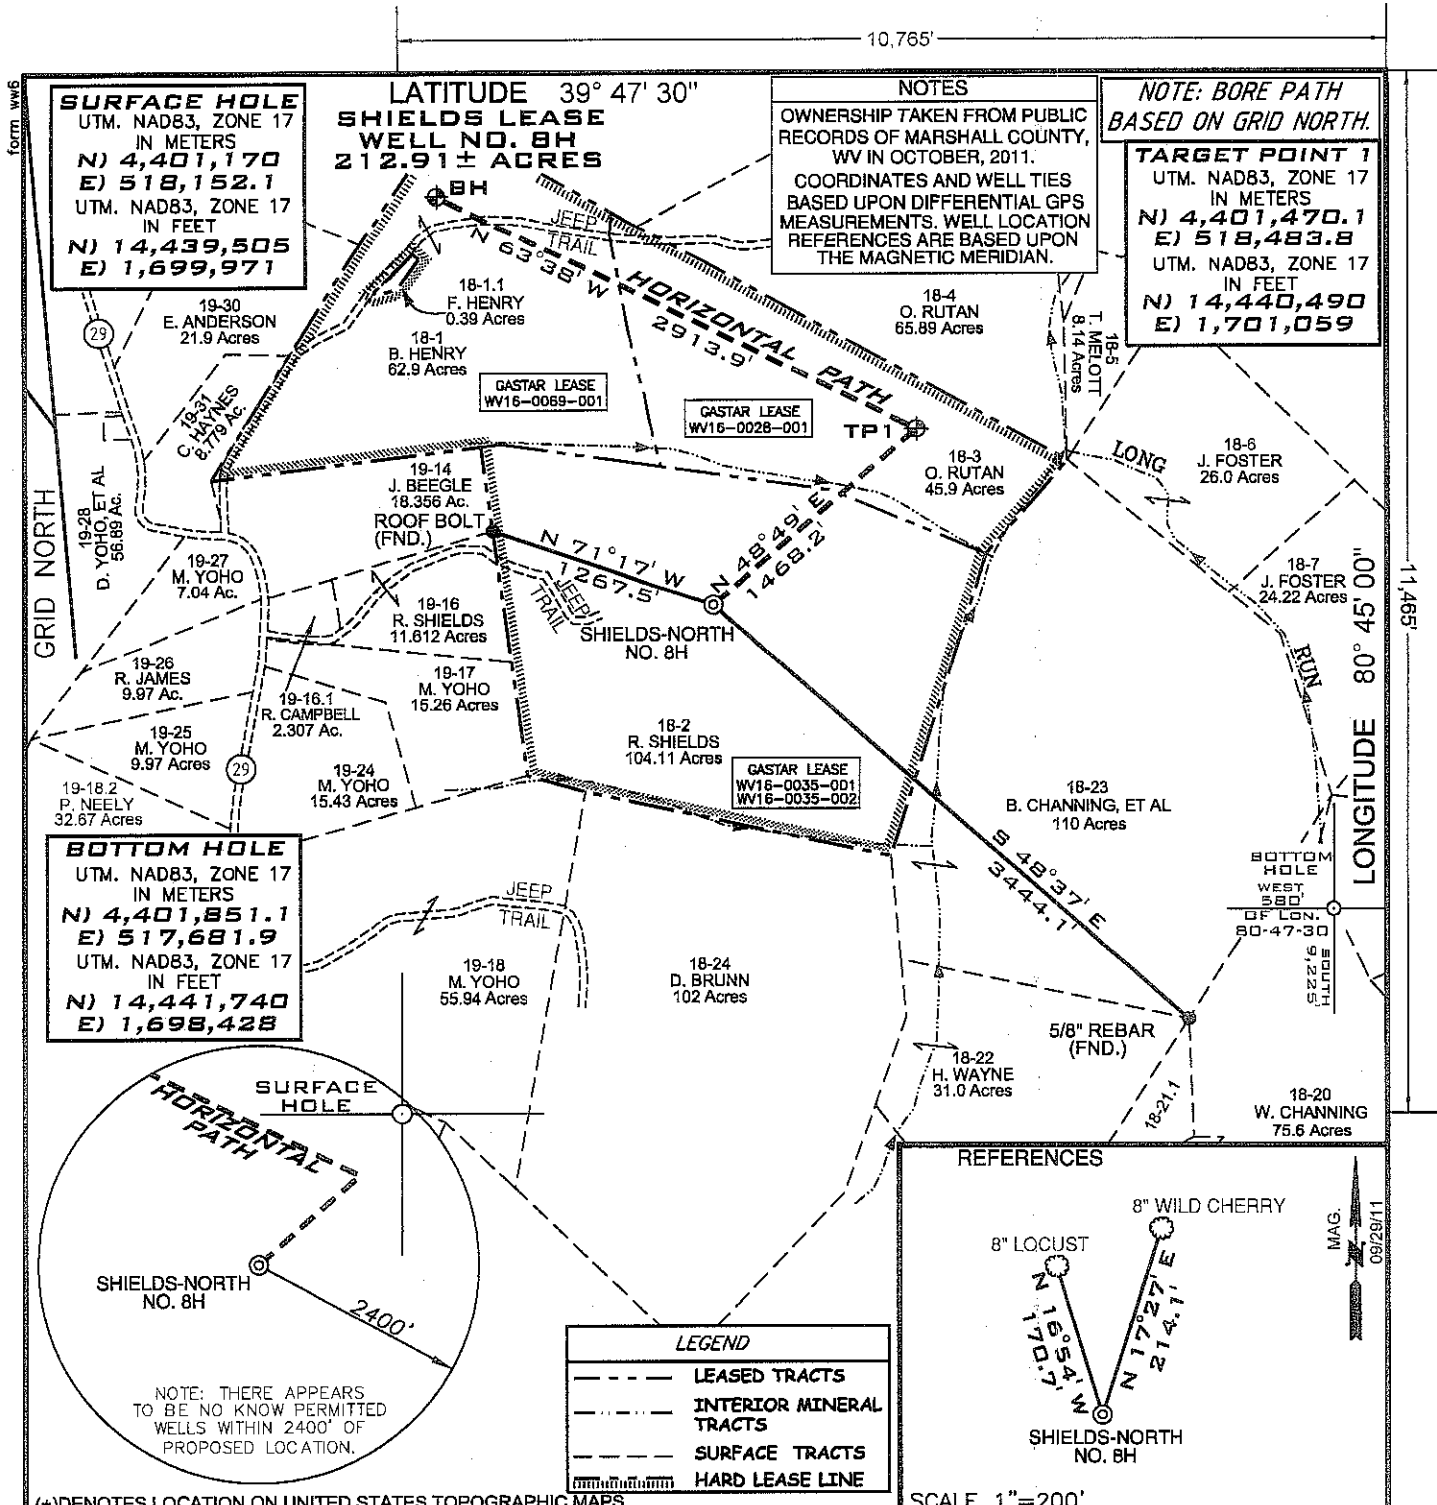 10,765'
form ww6
SURFACE HOLE
UTM. NAD83, ZONE 17
IN METERS
N) 4,401,170
E) 518,152.1
UTM. NAD83, ZONE 17
IN FEET
N) 14,439,505
E) 1,699,971
LATITUDE 39° 47' 30"
SHIELDS LEASE
WELL NO. 8H
212.91± ACRES
NOTES
OWNERSHIP TAKEN FROM PUBLIC
RECORDS OF MARSHALL COUNTY,
WV IN OCTOBER, 2011.
COORDINATES AND WELL TIES
BASED UPON DIFFERENTIAL GPS
MEASUREMENTS. WELL LOCATION
REFERENCES ARE BASED UPON
THE MAGNETIC MERIDIAN.
NOTE: BORE PATH
BASED ON GRID NORTH.
TARGET POINT 1
UTM. NAD83, ZONE 17
IN METERS
N) 4,401,470.1
E) 518,483.8
UTM. NAD83, ZONE 17
IN FEET
N) 14,440,490
E) 1,701,059
BH
JEEP
TRAIL
N 63°38' W
2913.9'
HORIZONTAL PATH
TP1
18-1.1
F. HENRY
0.39 Acres
18-1
B. HENRY
62.9 Acres
GASTAR LEASE
WV16-0069-001
GASTAR LEASE
WV16-0028-001
18-4
O. RUTAN
65.89 Acres
18-5
T. MELOTT
8.14 Acres
19-30
E. ANDERSON
21.9 Acres
29
19-31
C. HAYNES
8.779 Ac.
19-28
D. YOHO, ET AL
56.89 Ac.
GRID NORTH
19-14
J. BEEGLE
18.356 Ac.
ROOF BOLT
(FND.)
18-3
O. RUTAN
45.9 Acres
LONG
18-6
J. FOSTER
26.0 Acres
18-7
J. FOSTER
24.22 Acres
RUN
LONGITUDE 80° 45' 00"
11,465'
19-27
M. YOHO
7.04 Ac.
19-16
R. SHIELDS
11.612 Acres
N 71°17' W
1267.5'
N 48°49' E
1468.2'
JEEP
TRAIL
SHIELDS-NORTH
NO. 8H
19-26
R. JAMES
9.97 Ac.
19-16.1
R. CAMPBELL
2.307 Ac.
19-17
M. YOHO
15.26 Acres
19-25
M. YOHO
9.97 Acres
29
19-24
M. YOHO
15.43 Acres
19-18.2
P. NEELY
32.67 Acres
18-2
R. SHIELDS
104.11 Acres
GASTAR LEASE
WV16-0035-001
WV16-0035-002
18-23
B. CHANNING, ET AL
110 Acres
S 48°37' E
3444.1'
BOTTOM
HOLE
WEST
580'
OF LON.
80-47-30
SOUTH
9,225'
BOTTOM HOLE
UTM. NAD83, ZONE 17
IN METERS
N) 4,401,851.1
E) 517,681.9
UTM. NAD83, ZONE 17
IN FEET
N) 14,441,740
E) 1,698,428
JEEP
TRAIL
19-18
M. YOHO
55.94 Acres
18-24
D. BRUNN
102 Acres
5/8" REBAR
(FND.)
18-22
H. WAYNE
31.0 Acres
18-21.1
18-20
W. CHANNING
75.6 Acres
SURFACE
HOLE
HORIZONTAL
PATH
SHIELDS-NORTH
NO. 8H
2400'
NOTE: THERE APPEARS
TO BE NO KNOW PERMITTED
WELLS WITHIN 2400' OF
PROPOSED LOCATION.
LEGEND
LEASED TRACTS
INTERIOR MINERAL
TRACTS
SURFACE TRACTS
HARD LEASE LINE
REFERENCES
8" WILD CHERRY
8" LOCUST
N 16°54' W
170.7'
N 17°27' E
214.1'
SHIELDS-NORTH
NO. 8H
MAG.
09/29/11
(+)DENOTES LOCATION ON UNITED STATES TOPOGRAPHIC MAPS
SCALE 1"=200'